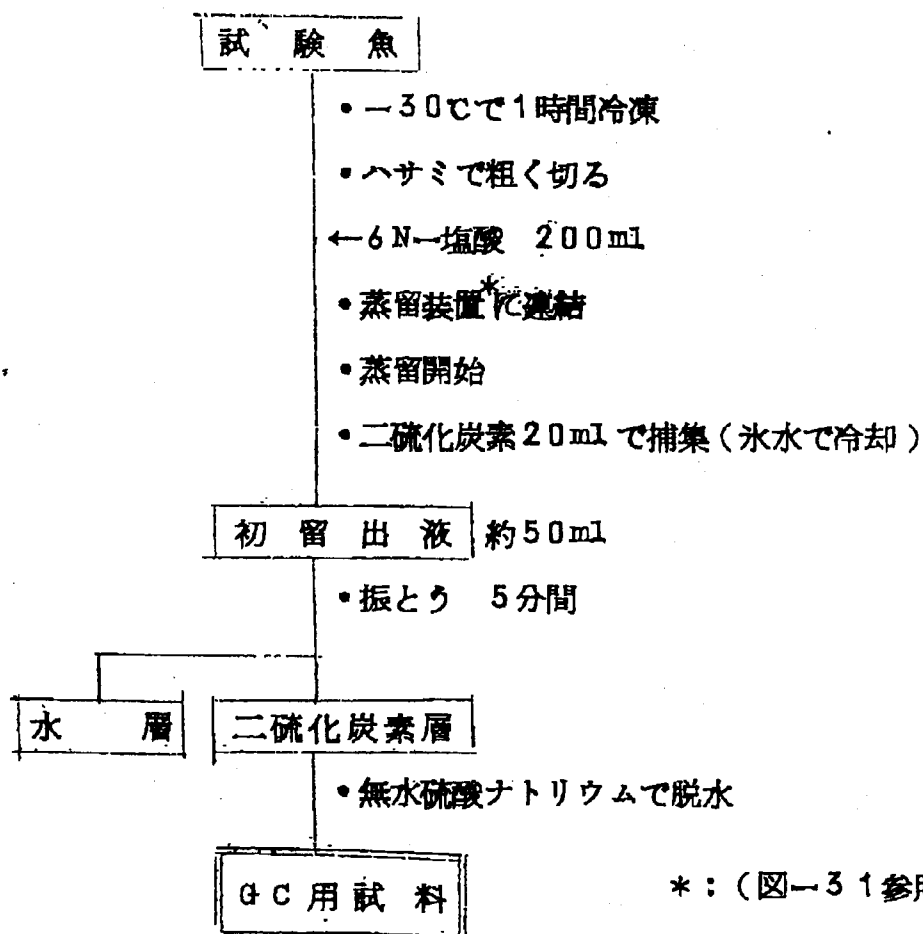 試験魚
・－30℃で1時間冷凍
・ハサミで粗く切る
←6N－塩酸 200ml
・蒸留装置*に連結
・蒸留開始
・二硫化炭素20mlで捕集（氷水で冷却）
初留出液 約50ml
・振とう 5分間
水層 二硫化炭素層
・無水硫酸ナトリウムで脱水
GC用試料
*：（図－31参照